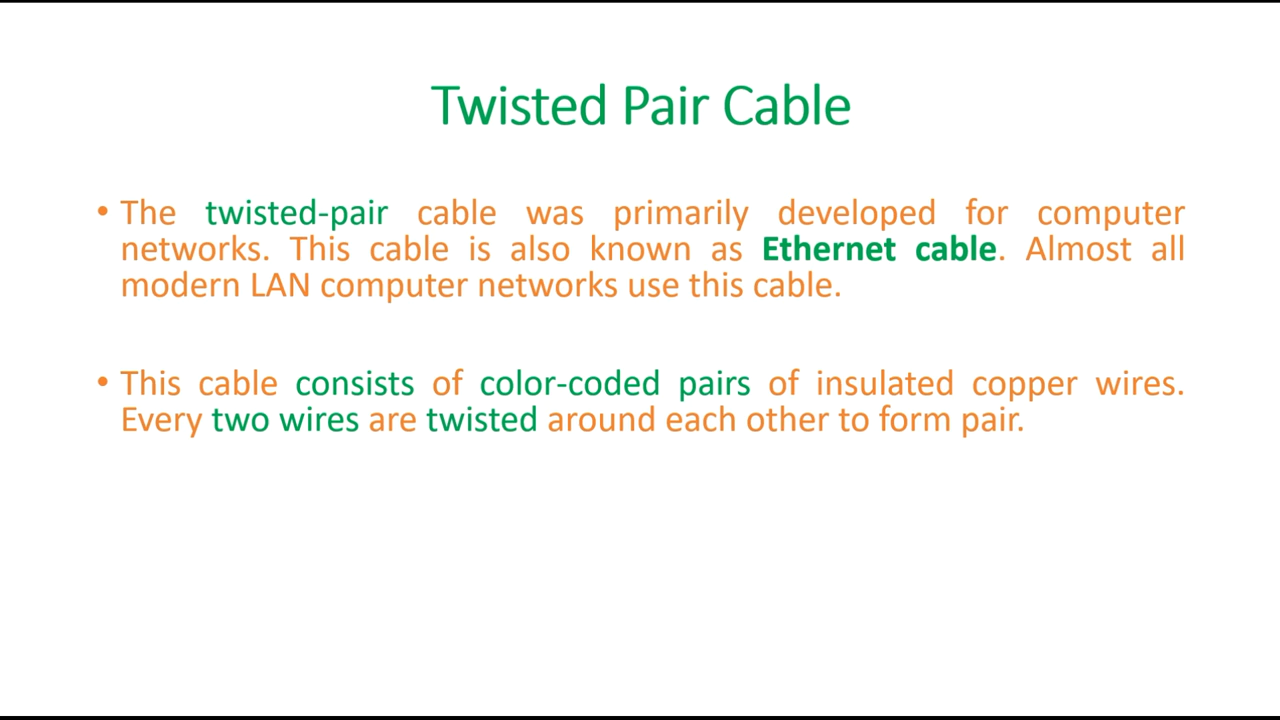 Twisted Pair Cable
• The twisted-pair cable was primarily developed for computer
networks. This cable is also known as Ethernet cable. Almost all
modern LAN computer networks use this cable.
• This cable consists of color-coded pairs of insulated copper wires.
Every two wires are twisted around each other to form pair.